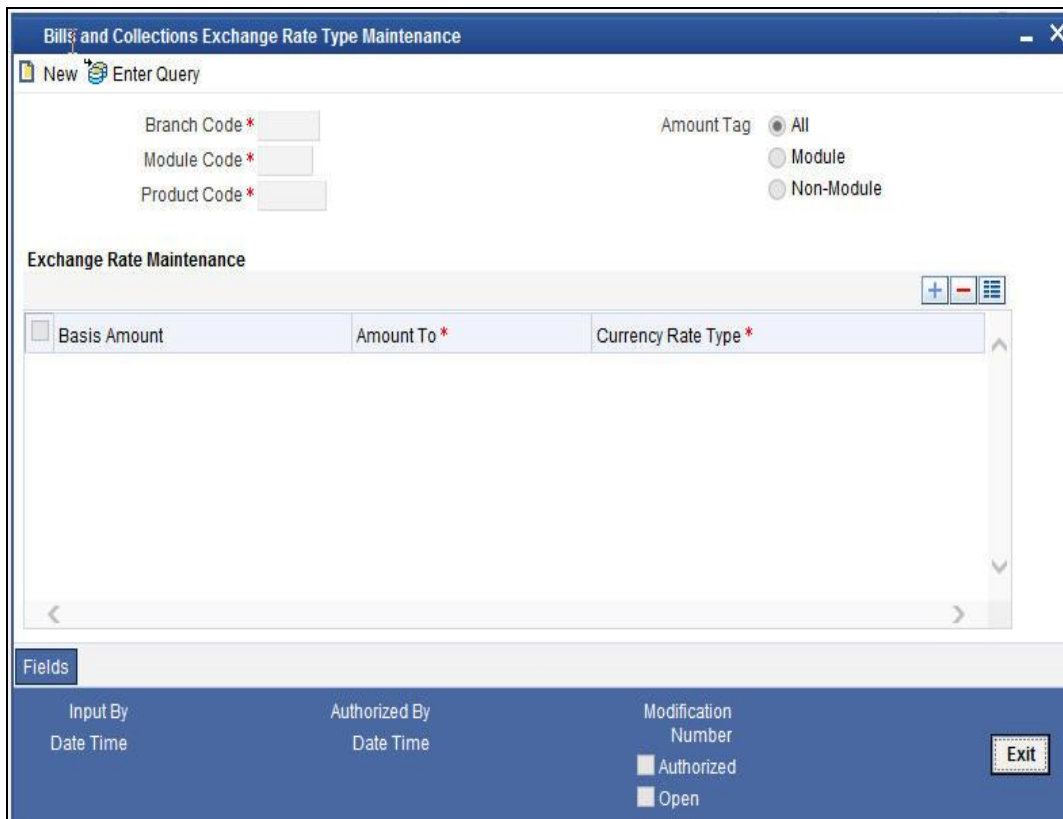 Bills and Collections Exchange Rate Type Maintenance
New Enter Query
Branch Code *
Module Code *
Product Code *
Amount Tag All
Module
Non-Module
Exchange Rate Maintenance
Basis Amount Amount To * Currency Rate Type *
Fields
Input By
Date Time
Authorized By
Date Time
Modification
Number
Authorized
Open
Exit